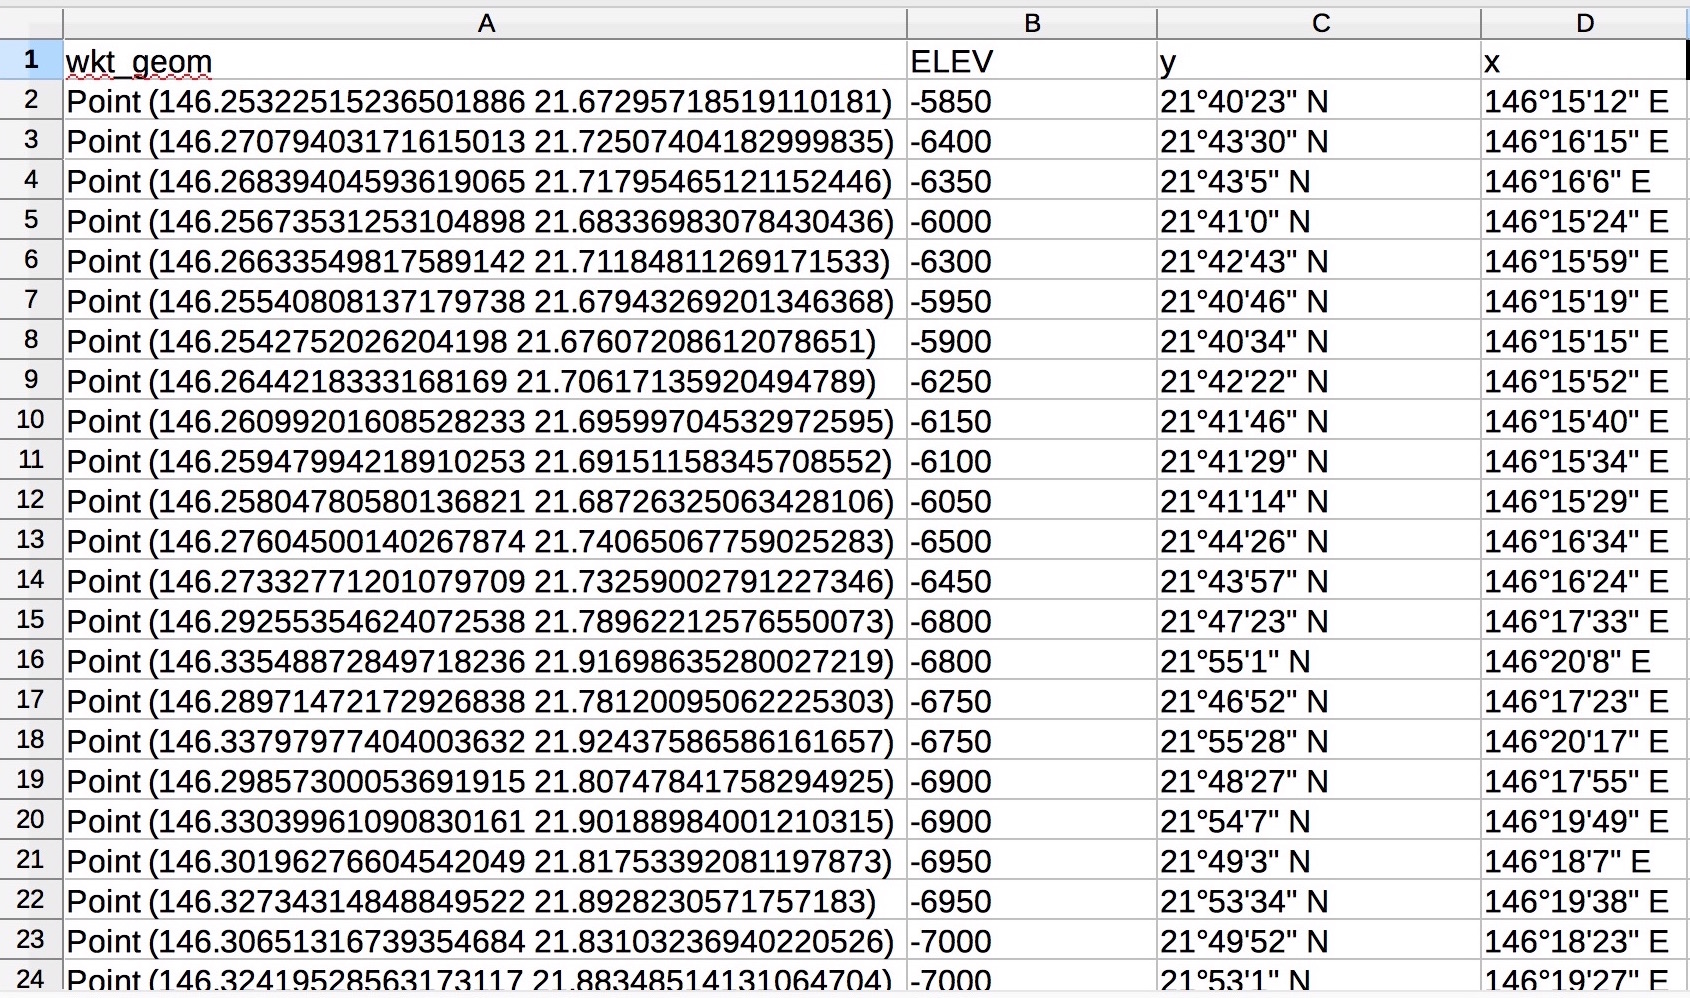 A B C D
1 wkt_geom ELEV y x
2 Point (146.25322515236501886 21.67295718519110181) -5850 21°40'23" N 146°15'12" E
3 Point (146.27079403171615013 21.72507404182999835) -6400 21°43'30" N 146°16'15" E
4 Point (146.26839404593619065 21.71795465121152446) -6350 21°43'5" N 146°16'6" E
5 Point (146.25673531253104898 21.68336983078430436) -6000 21°41'0" N 146°15'24" E
6 Point (146.26633549817589142 21.71184811269171533) -6300 21°42'43" N 146°15'59" E
7 Point (146.25540808137179738 21.67943269201346368) -5950 21°40'46" N 146°15'19" E
8 Point (146.2542752026204198 21.67607208612078651) -5900 21°40'34" N 146°15'15" E
9 Point (146.2644218333168169 21.70617135920494789) -6250 21°42'22" N 146°15'52" E
10 Point (146.26099201608528233 21.69599704532972595) -6150 21°41'46" N 146°15'40" E
11 Point (146.25947994218910253 21.69151158345708552) -6100 21°41'29" N 146°15'34" E
12 Point (146.25804780580136821 21.68726325063428106) -6050 21°41'14" N 146°15'29" E
13 Point (146.27604500140267874 21.74065067759025283) -6500 21°44'26" N 146°16'34" E
14 Point (146.27332771201079709 21.73259002791227346) -6450 21°43'57" N 146°16'24" E
15 Point (146.29255354624072538 21.78962212576550073) -6800 21°47'23" N 146°17'33" E
16 Point (146.33548872849718236 21.91698635280027219) -6800 21°55'1" N 146°20'8" E
17 Point (146.28971472172926838 21.78120095062225303) -6750 21°46'52" N 146°17'23" E
18 Point (146.33797977404003632 21.92437586586161657) -6750 21°55'28" N 146°20'17" E
19 Point (146.29857300053691915 21.80747841758294925) -6900 21°48'27" N 146°17'55" E
20 Point (146.33039961090830161 21.90188984001210315) -6900 21°54'7" N 146°19'49" E
21 Point (146.30196276604542049 21.81753392081197873) -6950 21°49'3" N 146°18'7" E
22 Point (146.32734314848849522 21.8928230571757183) -6950 21°53'34" N 146°19'38" E
23 Point (146.30651316739354684 21.83103236940220526) -7000 21°49'52" N 146°18'23" E
24 Point (146.32419528563173117 21.88348514131064704) -7000 21°53'1" N 146°19'27" E